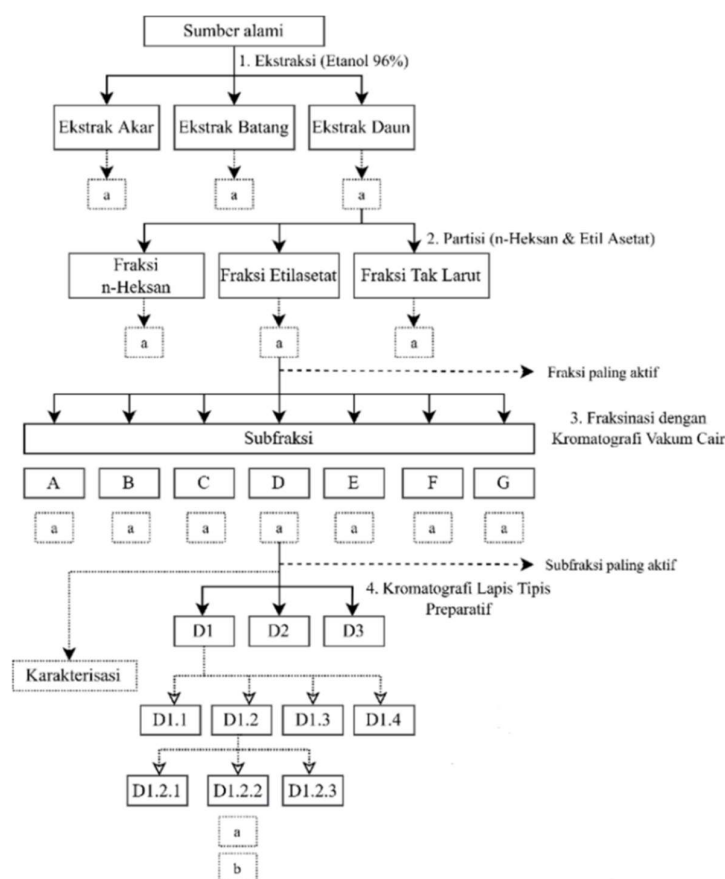 Sumber alami
1. Ekstraksi (Etanol 96%)
Ekstrak Akar
Ekstrak Batang
Ekstrak Daun
a
a
a
2. Partisi (n-Heksan & Etil Asetat)
Fraksi
n-Heksan
Fraksi Etilasetat
Fraksi Tak Larut
a
a
a
Fraksi paling aktif
3. Fraksinasi dengan
Kromatografi Vakum Cair
Subfraksi
A
B
C
D
E
F
G
a
a
a
a
a
a
a
Subfraksi paling aktif
4. Kromatografi Lapis Tipis
Preparatif
D1
D2
D3
Karakterisasi
D1.1
D1.2
D1.3
D1.4
D1.2.1
D1.2.2
D1.2.3
a
b